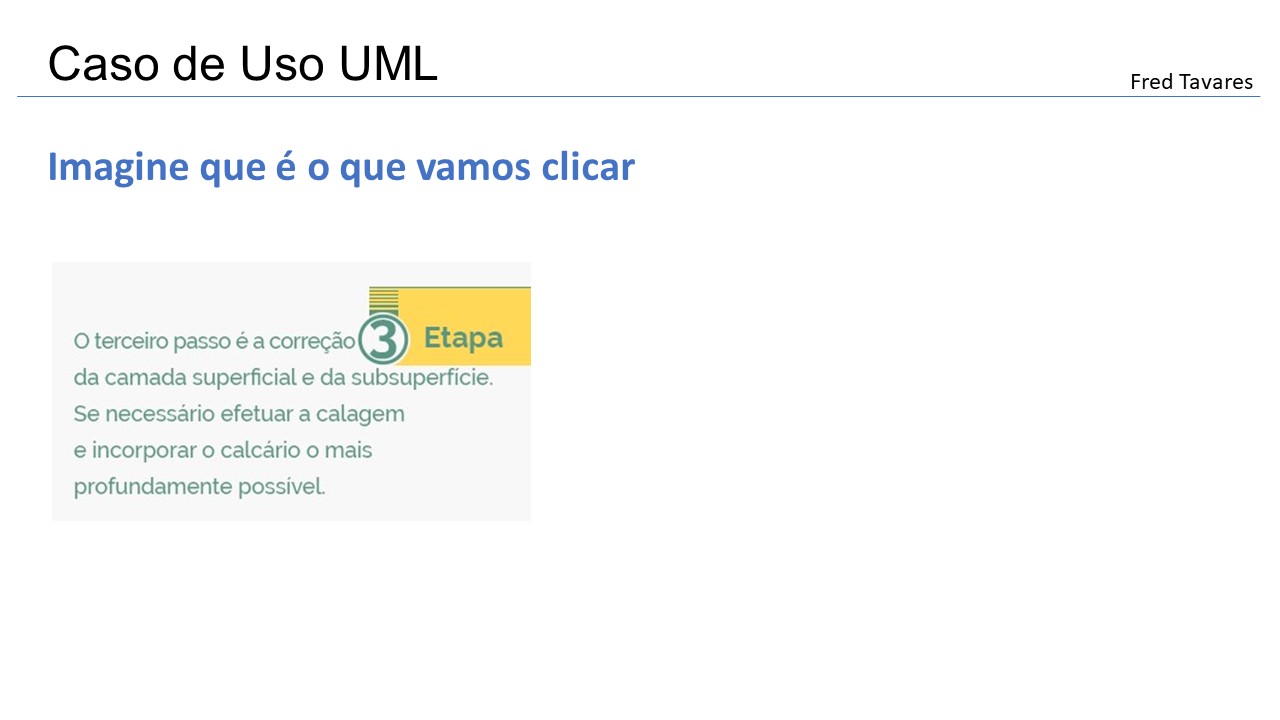 Caso de Uso UML
Fred Tavares
Imagine que é o que vamos clicar
3 Etapa
O terceiro passo é a correção
da camada superficial e da subsuperfície.
Se necessário efetuar a calagem
e incorporar o calcário o mais
profundamente possível.